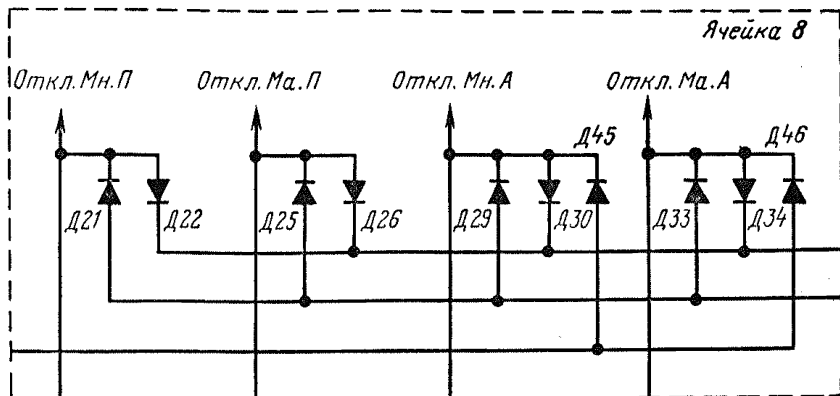 Ячейка 8
Откл. Мн. П Откл. Ма. П Откл. Мн. А Откл. Ма. А
Д45 Д46
Д21 Д22 Д25 Д26 Д29 Д30 Д33 Д34